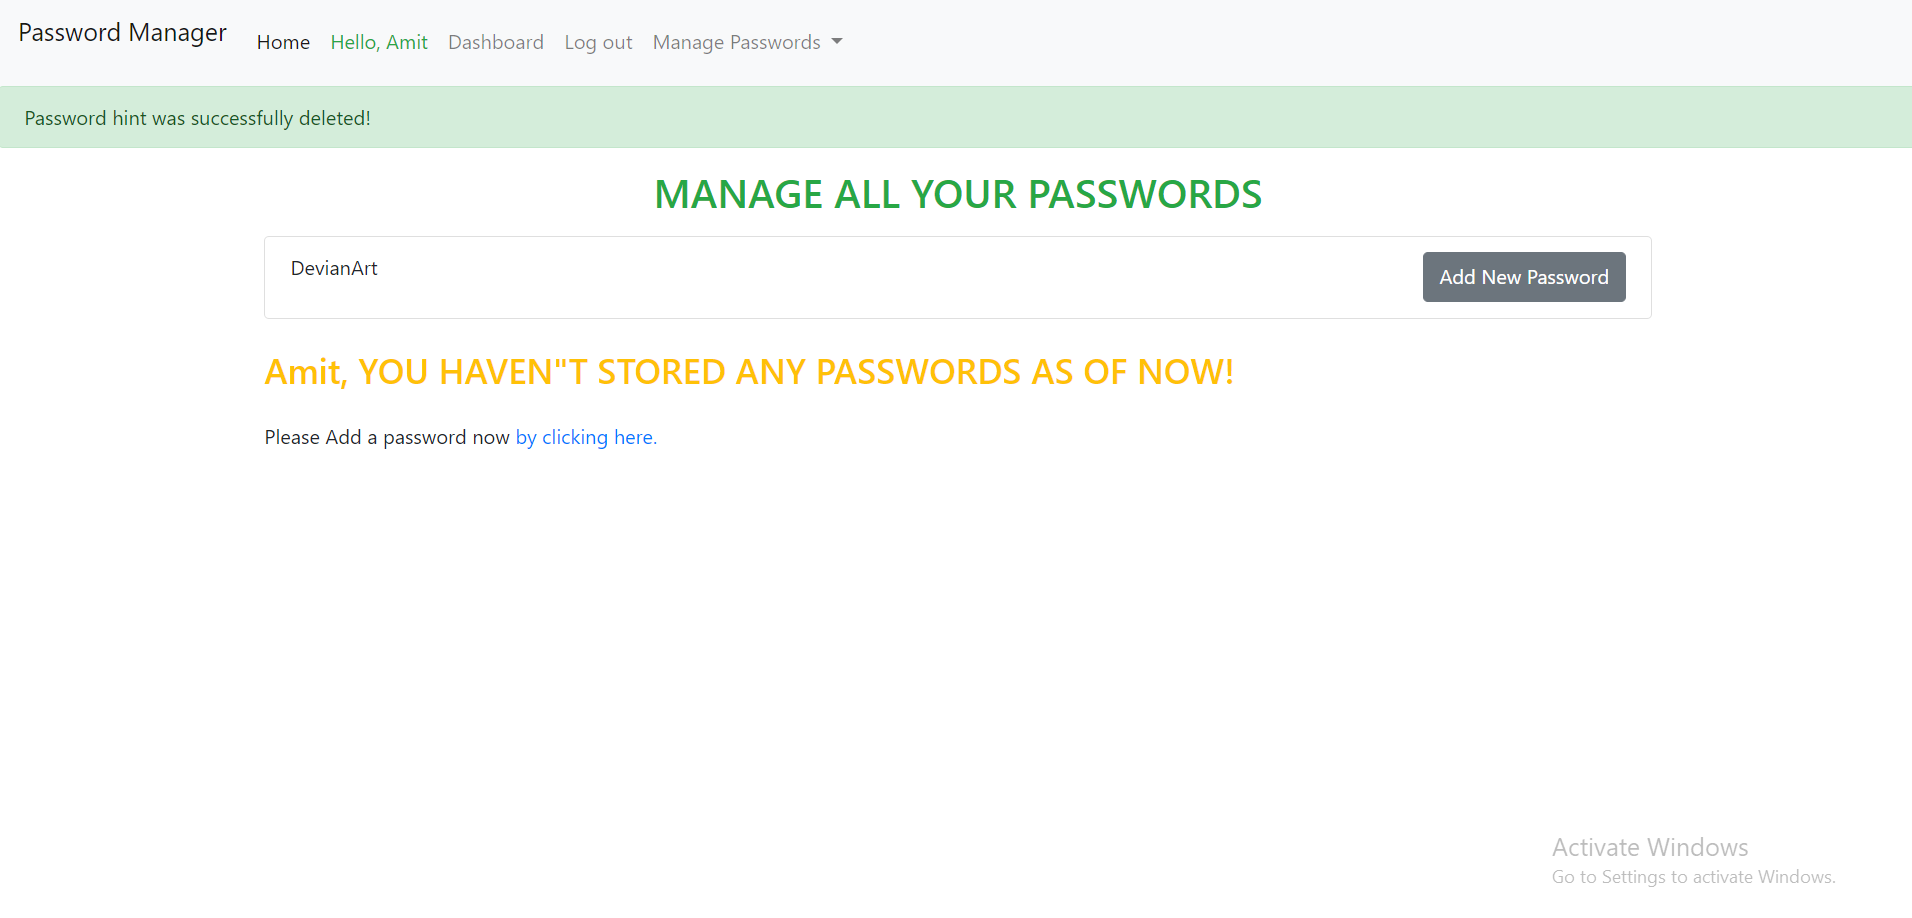 Password Manager
Home Hello, Amit Dashboard Log out Manage Passwords
Password hint was successfully deleted!
MANAGE ALL YOUR PASSWORDS
DevianArt
Add New Password
Amit, YOU HAVEN"T STORED ANY PASSWORDS AS OF NOW!
Please Add a password now by clicking here.
Activate Windows
Go to Settings to activate Windows.